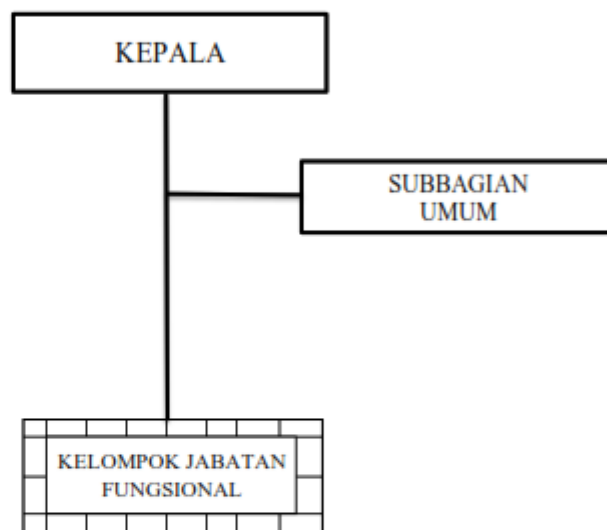 KEPALA
SUBBAGIAN
UMUM
KELOMPOK JABATAN
FUNGSIONAL